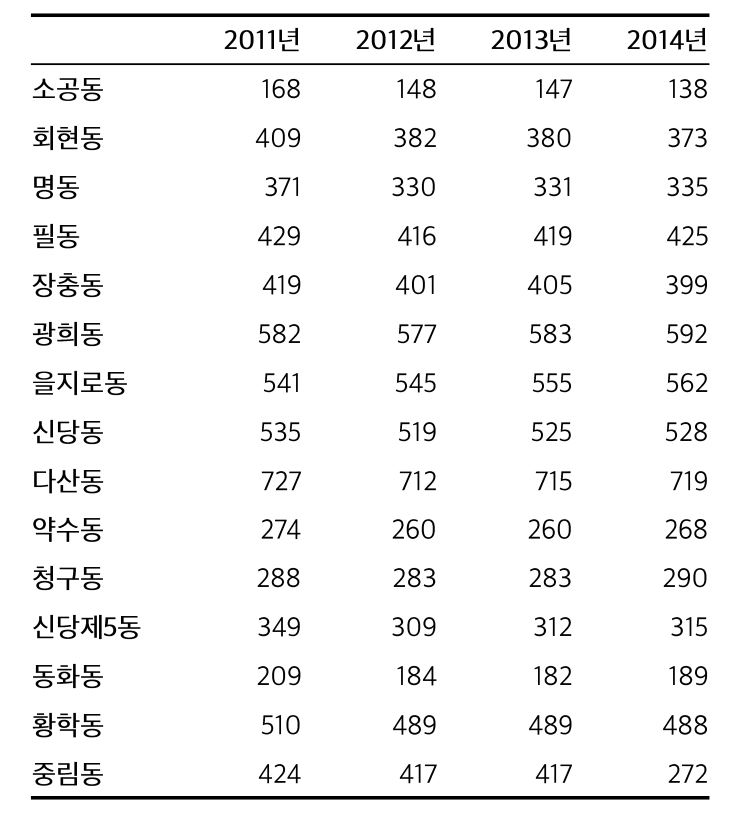 2011년 2012년 2013년 2014년
소공동 168 148 147 138
회현동 409 382 380 373
명동 371 330 331 335
필동 429 416 419 425
장충동 419 401 405 399
광희동 582 577 583 592
을지로동 541 545 555 562
신당동 535 519 525 528
다산동 727 712 715 719
약수동 274 260 260 268
청구동 288 283 283 290
신당제5동 349 309 312 315
동화동 209 184 182 189
황학동 510 489 489 488
중림동 424 417 417 272